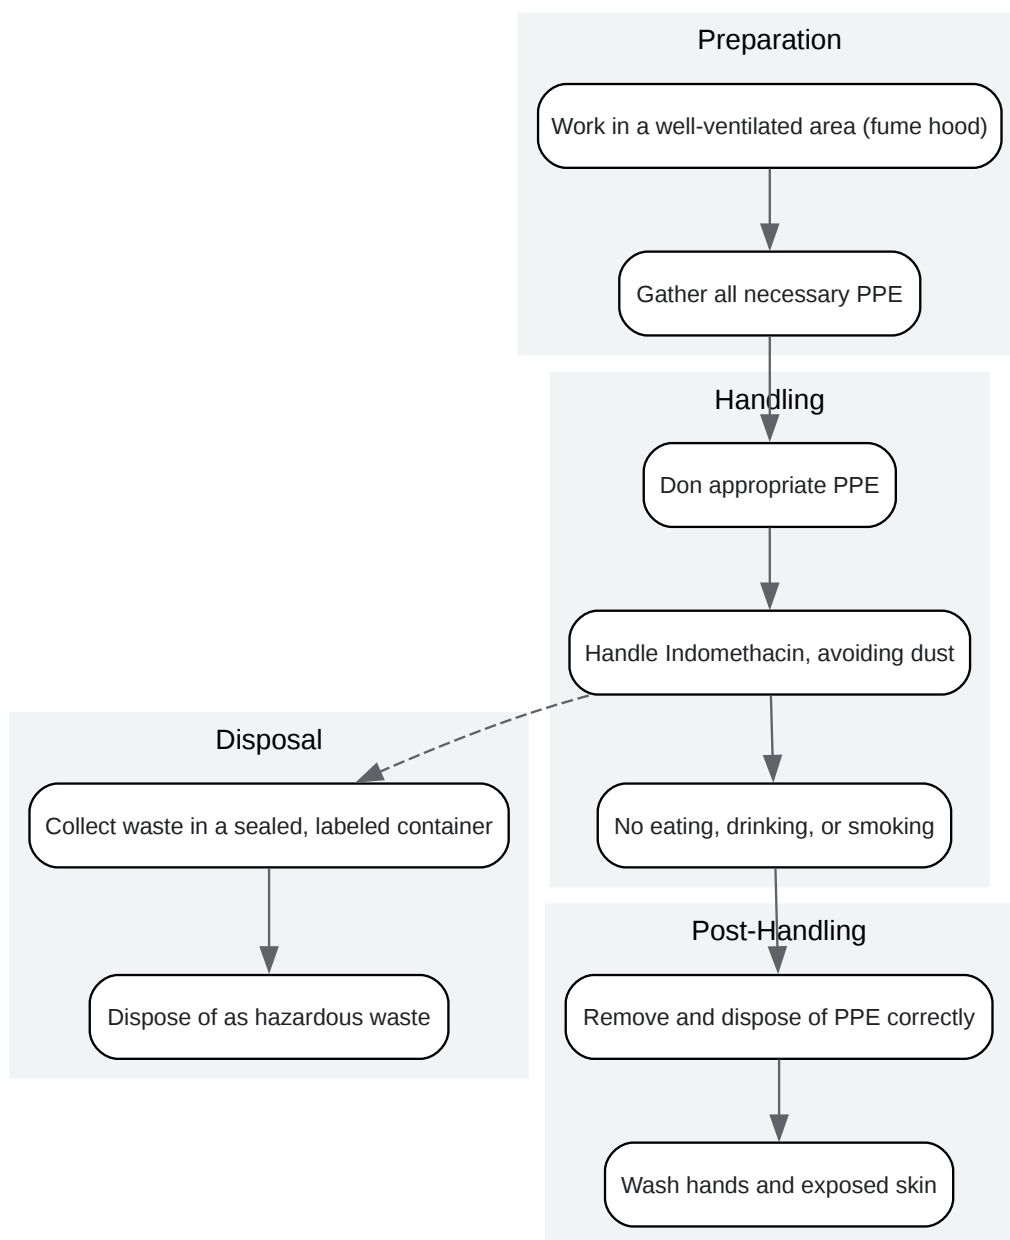 Preparation
Work in a well-ventilated area (fume hood)
Gather all necessary PPE
Handling
Don appropriate PPE
Handle Indomethacin, avoiding dust
Disposal
Collect waste in a sealed, labeled container
No eating, drinking, or smoking
Post-Handling
Dispose of as hazardous waste
Remove and dispose of PPE correctly
Wash hands and exposed skin